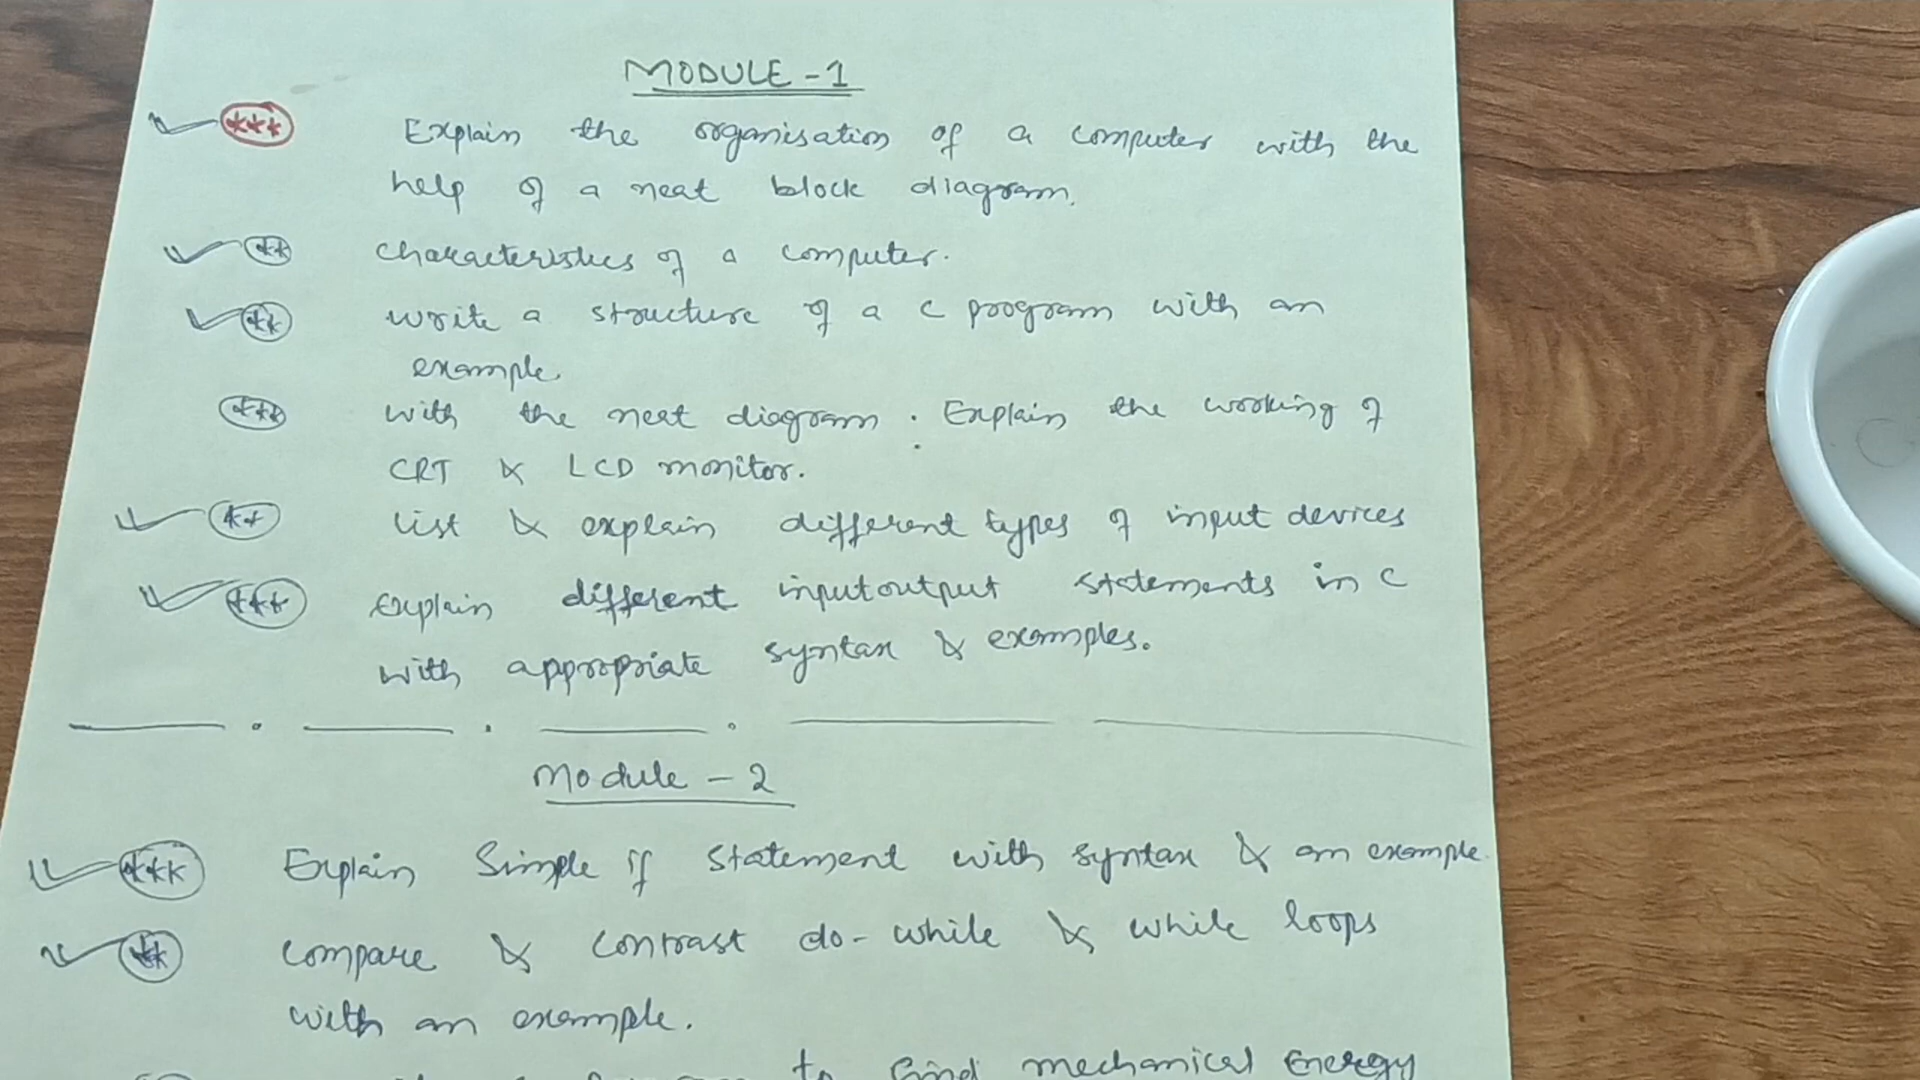 MODULE - 1
*** Explain the organisation of a computer with the
help of a neat block diagram.
** characteristics of a computer.
** write a structure of a C program with an
example.
*** with the neat diagram. Explain the working of
CRT & LCD monitor.
** list & explain different types of input devices
*** explain different input output statements in C
with appropriate syntax & examples.
Module - 2
*** Explain Simple if statement with syntax & an example.
** compare & contrast do-while & while loops
with an example.
to find mechanical Energy